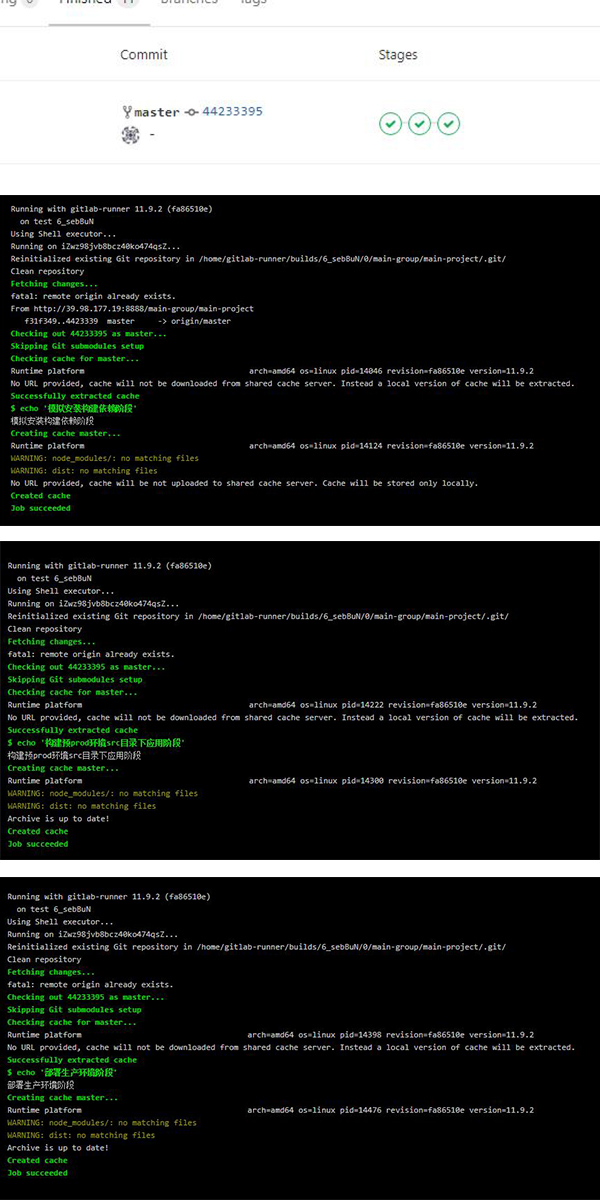 Finished 11 Branches Tags
Commit Stages
master 44233395
-
Running with gitlab-runner 11.9.2 (fa86510e)
on test 6_sebBuN
Using Shell executor...
Running on iZwz98jvb8bcz40ko474qsZ...
Reinitialized existing Git repository in /home/gitlab-runner/builds/6_sebBuN/0/main-group/main-project/.git/
Clean repository
Fetching changes...
fatal: remote origin already exists.
From http://39.98.177.19:8888/main-group/main-project
f31f349..4423339 master -> origin/master
Checking out 44233395 as master...
Skipping Git submodules setup
Checking cache for master...
Runtime platform arch=amd64 os=linux pid=14046 revision=fa86510e version=11.9.2
No URL provided, cache will not be downloaded from shared cache server. Instead a local version of cache will be extracted.
Successfully extracted cache
$ echo '模拟安装构建依赖阶段'
模拟安装构建依赖阶段
Creating cache master...
Runtime platform arch=amd64 os=linux pid=14124 revision=fa86510e version=11.9.2
WARNING: node_modules/: no matching files
WARNING: dist: no matching files
No URL provided, cache will be not uploaded to shared cache server. Cache will be stored only locally.
Created cache
Job succeeded
Running with gitlab-runner 11.9.2 (fa86510e)
on test 6_sebBuN
Using Shell executor...
Running on iZwz98jvb8bcz40ko474qsZ...
Reinitialized existing Git repository in /home/gitlab-runner/builds/6_sebBuN/0/main-group/main-project/.git/
Clean repository
Fetching changes...
fatal: remote origin already exists.
Checking out 44233395 as master...
Skipping Git submodules setup
Checking cache for master...
Runtime platform arch=amd64 os=linux pid=14222 revision=fa86510e version=11.9.2
No URL provided, cache will not be downloaded from shared cache server. Instead a local version of cache will be extracted.
Successfully extracted cache
$ echo '构建预prod环境src目录下应用阶段'
构建预prod环境src目录下应用阶段
Creating cache master...
Runtime platform arch=amd64 os=linux pid=14300 revision=fa86510e version=11.9.2
WARNING: node_modules/: no matching files
WARNING: dist: no matching files
Archive is up to date!
Created cache
Job succeeded
Running with gitlab-runner 11.9.2 (fa86510e)
on test 6_sebBuN
Using Shell executor...
Running on iZwz98jvb8bcz40ko474qsZ...
Reinitialized existing Git repository in /home/gitlab-runner/builds/6_sebBuN/0/main-group/main-project/.git/
Clean repository
Fetching changes...
fatal: remote origin already exists.
Checking out 44233395 as master...
Skipping Git submodules setup
Checking cache for master...
Runtime platform arch=amd64 os=linux pid=14398 revision=fa86510e version=11.9.2
No URL provided, cache will not be downloaded from shared cache server. Instead a local version of cache will be extracted.
Successfully extracted cache
$ echo '部署生产环境阶段'
部署生产环境阶段
Creating cache master...
Runtime platform arch=amd64 os=linux pid=14476 revision=fa86510e version=11.9.2
WARNING: node_modules/: no matching files
WARNING: dist: no matching files
Archive is up to date!
Created cache
Job succeeded